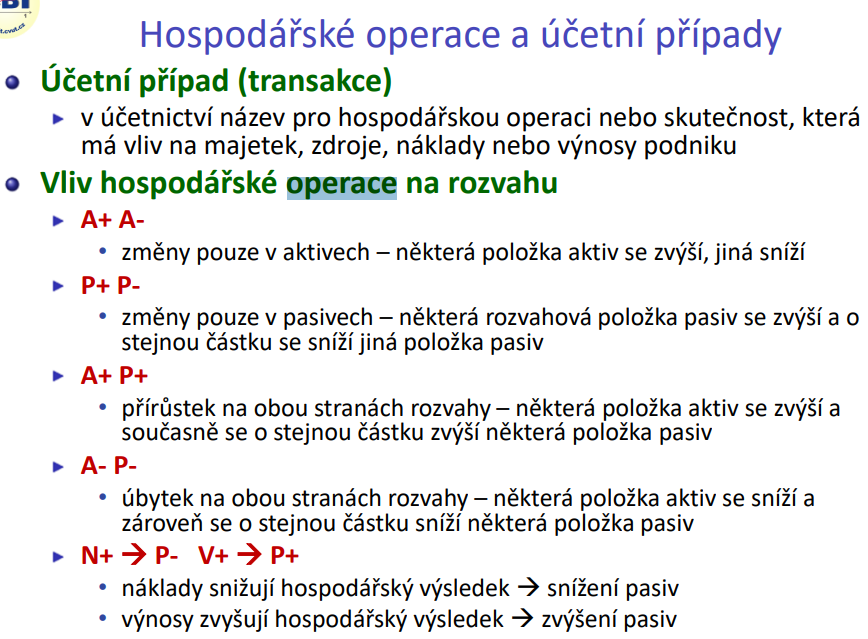 t.cvut.cz
Hospodářské operace a účetní případy
Účetní případ (transakce)
v účetnictví název pro hospodářskou operaci nebo skutečnost, která
má vliv na majetek, zdroje, náklady nebo výnosy podniku
Vliv hospodářské operace na rozvahu
A+ A-
změny pouze v aktivech – některá položka aktiv se zvýší, jiná sníží
P+ P-
změny pouze v pasivech – některá rozvahová položka pasiv se zvýší a o
stejnou částku se sníží jiná položka pasiv
A+ P+
přírůstek na obou stranách rozvahy – některá položka aktiv se zvýší a
současně se o stejnou částku zvýší některá položka pasiv
A- P-
úbytek na obou stranách rozvahy – některá položka aktiv se sníží a
zároveň se o stejnou částku sníží některá položka pasiv
N+ → P- V+ → P+
náklady snižují hospodářský výsledek → snížení pasiv
výnosy zvyšují hospodářský výsledek → zvýšení pasiv